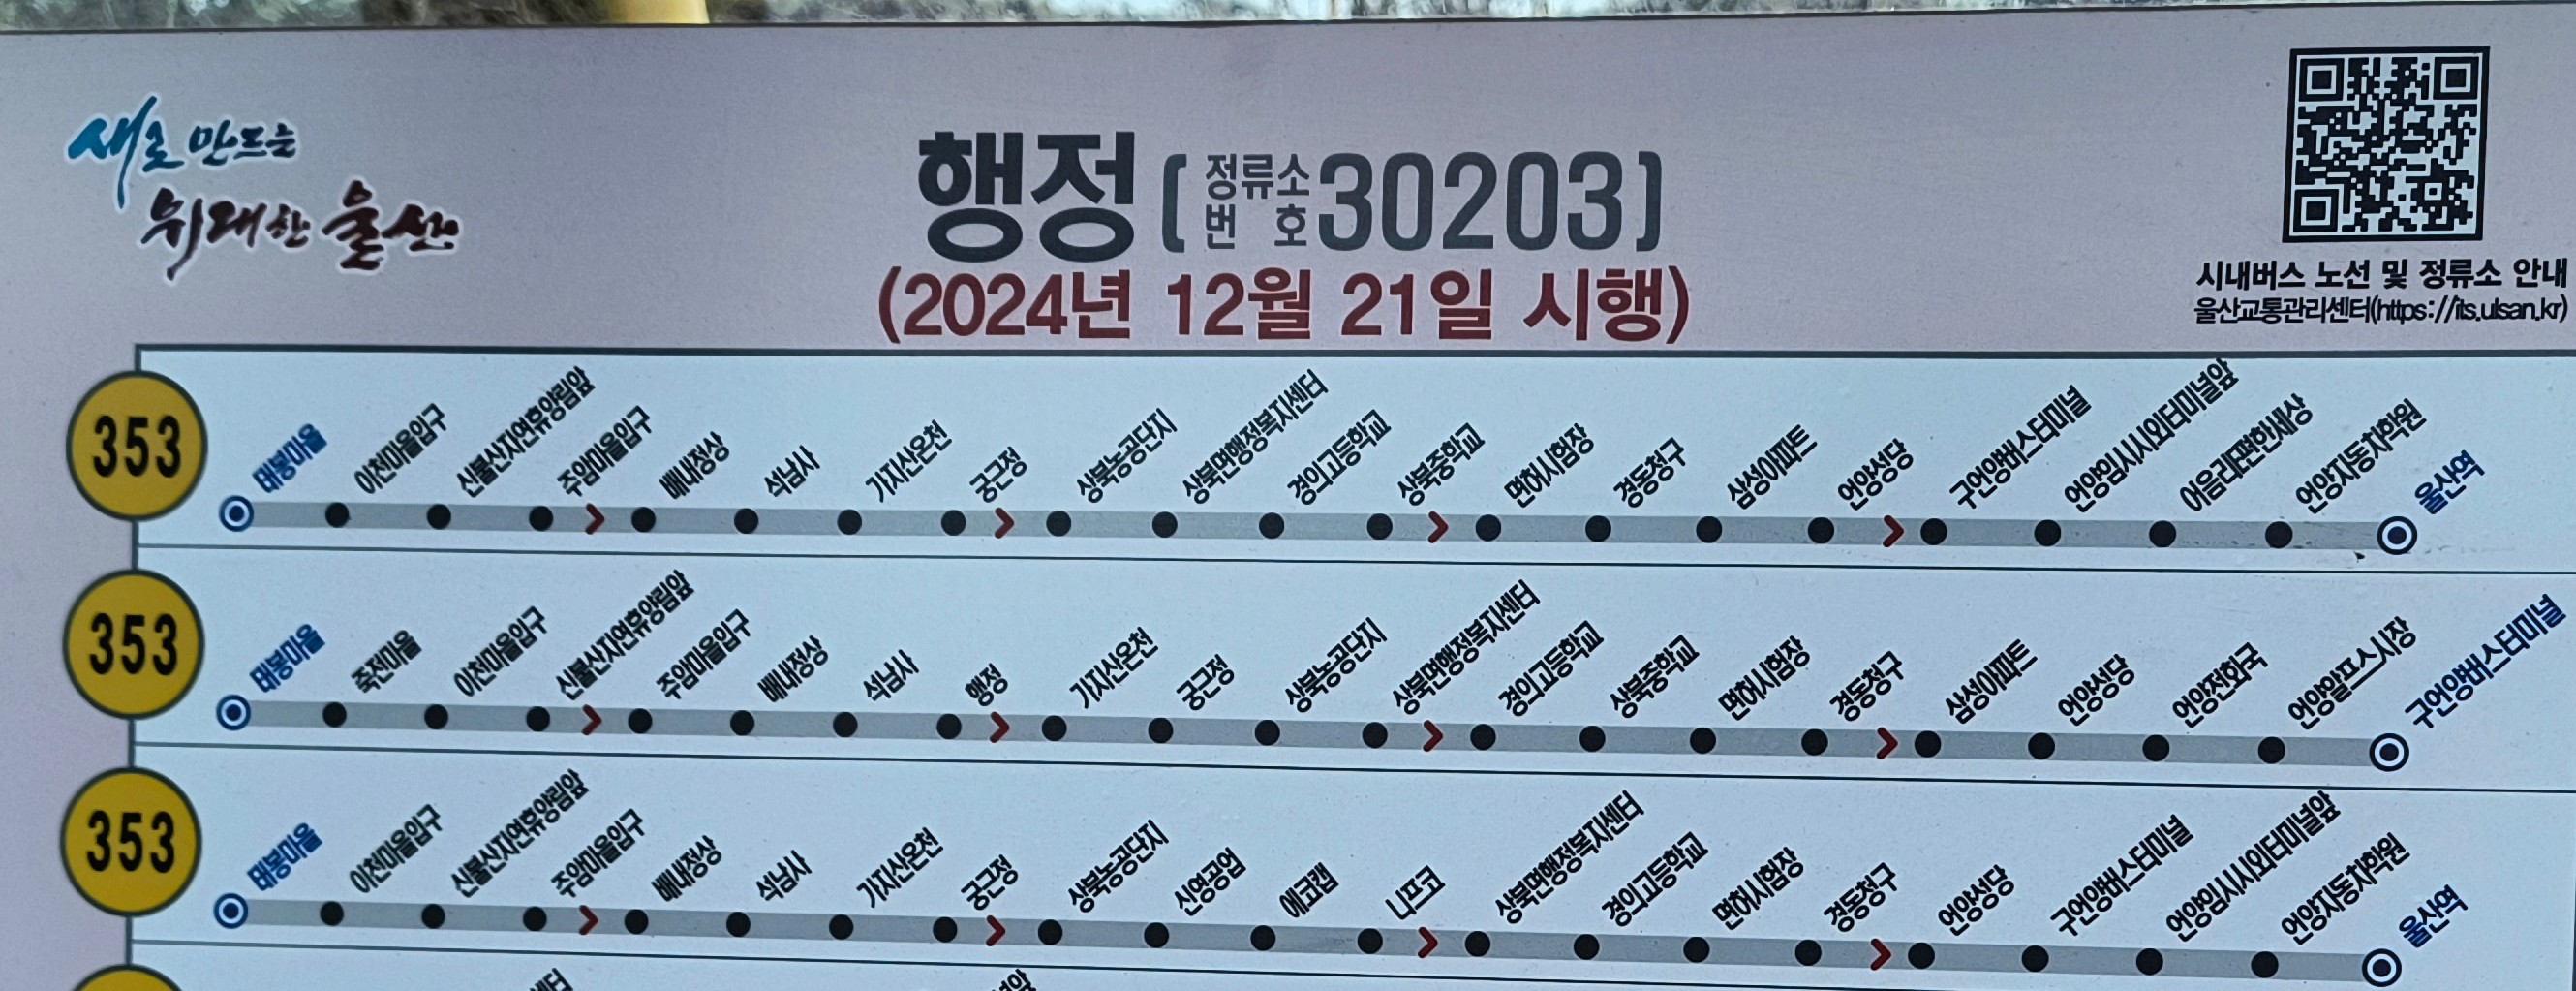 새로 만드는
위대한 울산
행정 [정류소 번호 30203]
(2024년 12월 21일 시행)
시내버스 노선 및 정류소 안내
울산교통관리센터(https://its.ulsan.kr)
353
태봉마을 이천마을입구 신불산자연휴양림앞 주암마을입구 배내정상 석남사 가지산온천 궁근정 상북농공단지 상북면행정복지센터 경의고등학교 상북중학교 면허시험장 경동청구 삼성아파트 언양성당 구언양버스터미널 언양임시시외터미널앞 어음리E편한세상 언양자동차학원 울산역
353
태봉마을 죽전마을 이천마을입구 신불산자연휴양림앞 주암마을입구 배내정상 석남사 행정 가지산온천 궁근정 상북농공단지 상북면행정복지센터 경의고등학교 상북중학교 면허시험장 경동청구 삼성아파트 언양성당 언양전화국 언양알프스시장 구언양버스터미널
353
태봉마을 이천마을입구 신불산자연휴양림앞 주암마을입구 배내정상 석남사 가지산온천 궁근정 상북농공단지 신영공업 에코캡 니프코 상북면행정복지센터 경의고등학교 면허시험장 경동청구 언양성당 구언양버스터미널 언양임시시외터미널앞 언양자동차학원 울산역